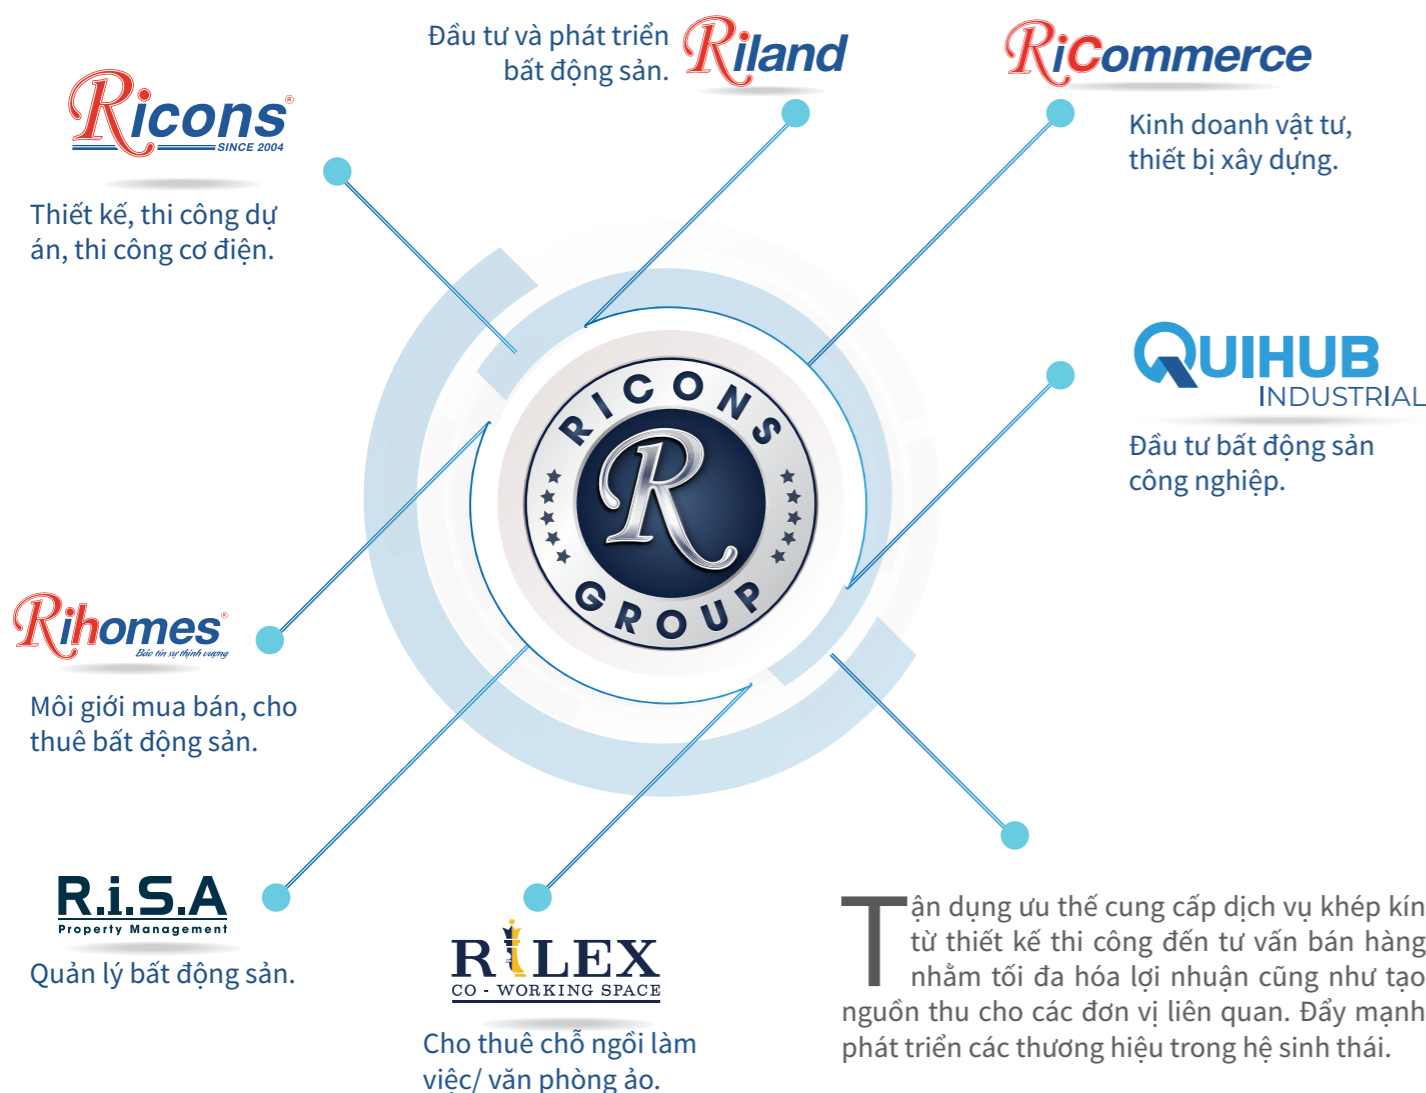 Ricons®
SINCE 2004
Thiết kế, thi công dự
án, thi công cơ điện.
Đầu tư và phát triển
bất động sản.
Riland
RiCommerce
Kinh doanh vật tư,
thiết bị xây dựng.
QUIHUB
INDUSTRIAL
Đầu tư bất động sản
công nghiệp.
RICONS
R
GROUP
Rihomes®
Báo tin sự thịnh vượng
Môi giới mua bán, cho
thuê bất động sản.
R.i.S.A
Property Management
Quản lý bất động sản.
RiLEX
CO - WORKING SPACE
Cho thuê chỗ ngồi làm
việc/ văn phòng ảo.
Tận dụng ưu thế cung cấp dịch vụ khép kín
từ thiết kế thi công đến tư vấn bán hàng
nhằm tối đa hóa lợi nhuận cũng như tạo
nguồn thu cho các đơn vị liên quan. Đẩy mạnh
phát triển các thương hiệu trong hệ sinh thái.